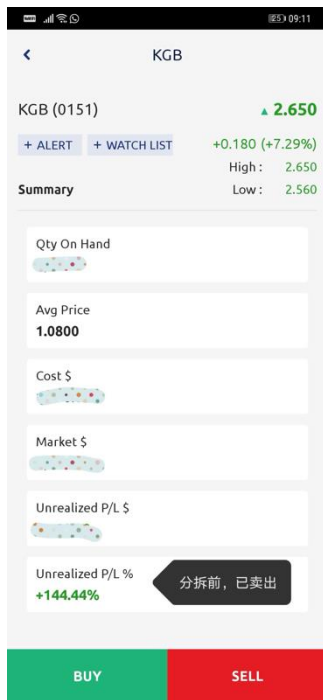 09:11
KGB
KGB (0151)
▲ 2.650
+ ALERT
+ WATCH LIST
+0.180 (+7.29%)
High : 2.650
Summary
Low : 2.560
Qty On Hand
Avg Price
1.0800
Cost $
Market $
Unrealized P/L $
Unrealized P/L %
+144.44%
分拆前，已卖出
BUY
SELL